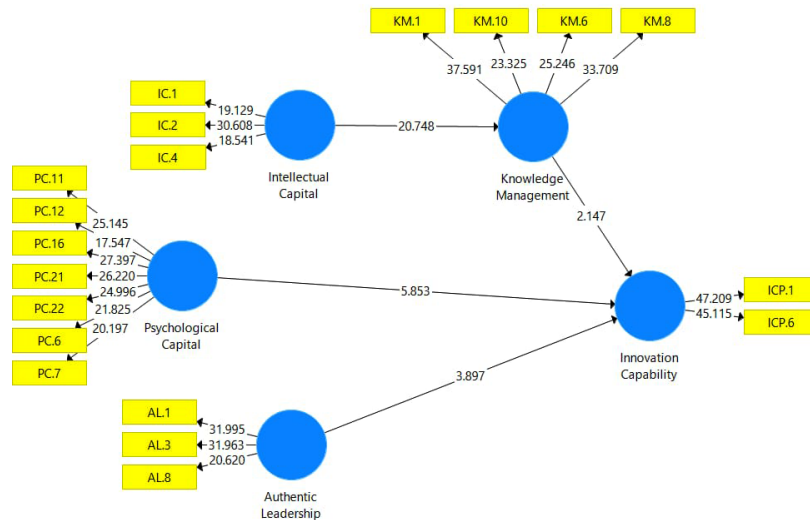 KM.1
KM.10
KM.6
KM.8
37.591
23.325
25.246
33.709
IC.1
IC.2
IC.4
19.129
30.608
18.541
Intellectual
Capital
20.748
Knowledge
Management
2.147
PC.11
PC.12
PC.16
PC.21
PC.22
PC.6
PC.7
25.145
17.547
27.397
26.220
24.996
21.825
20.197
Psychological
Capital
5.853
ICP.1
ICP.6
47.209
45.115
Innovation
Capability
3.897
AL.1
AL.3
AL.8
31.995
31.963
20.620
Authentic
Leadership